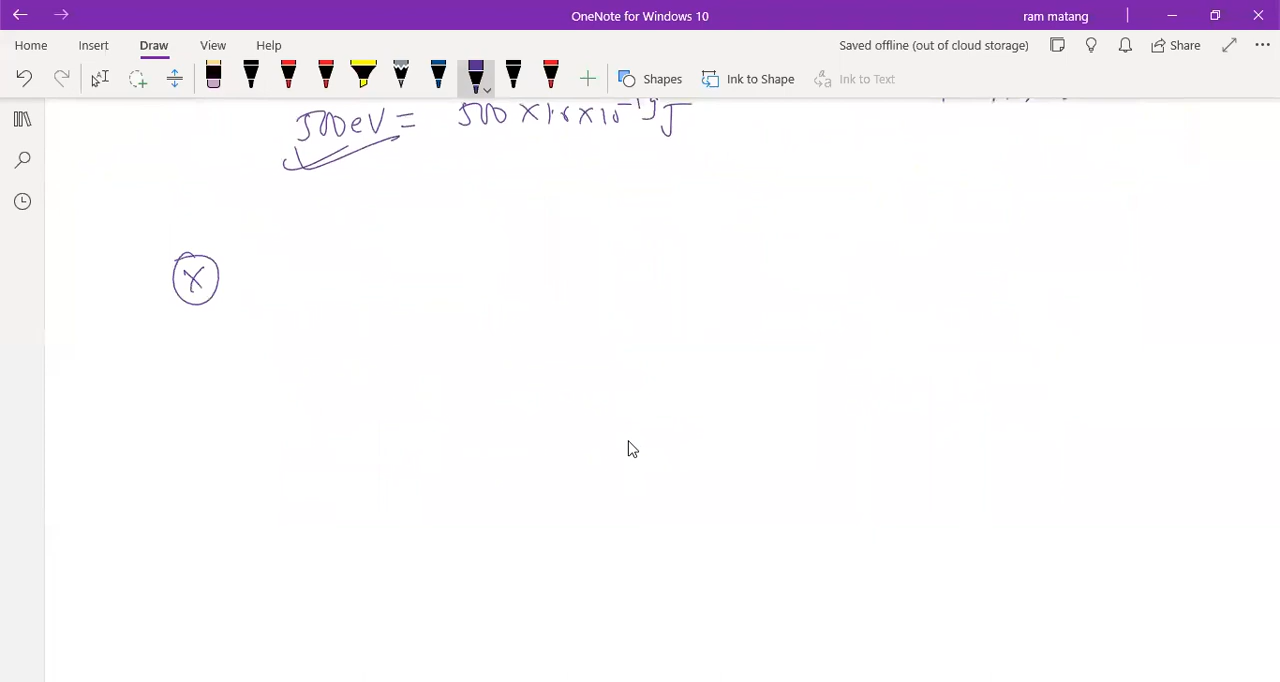 OneNote for Windows 10
ram matang
Home Insert Draw View Help
Saved offline (out of cloud storage)
Share
Shapes
Ink to Shape
Ink to Text
500eV = 500 × 1.6 × 10⁻¹⁹ J
X